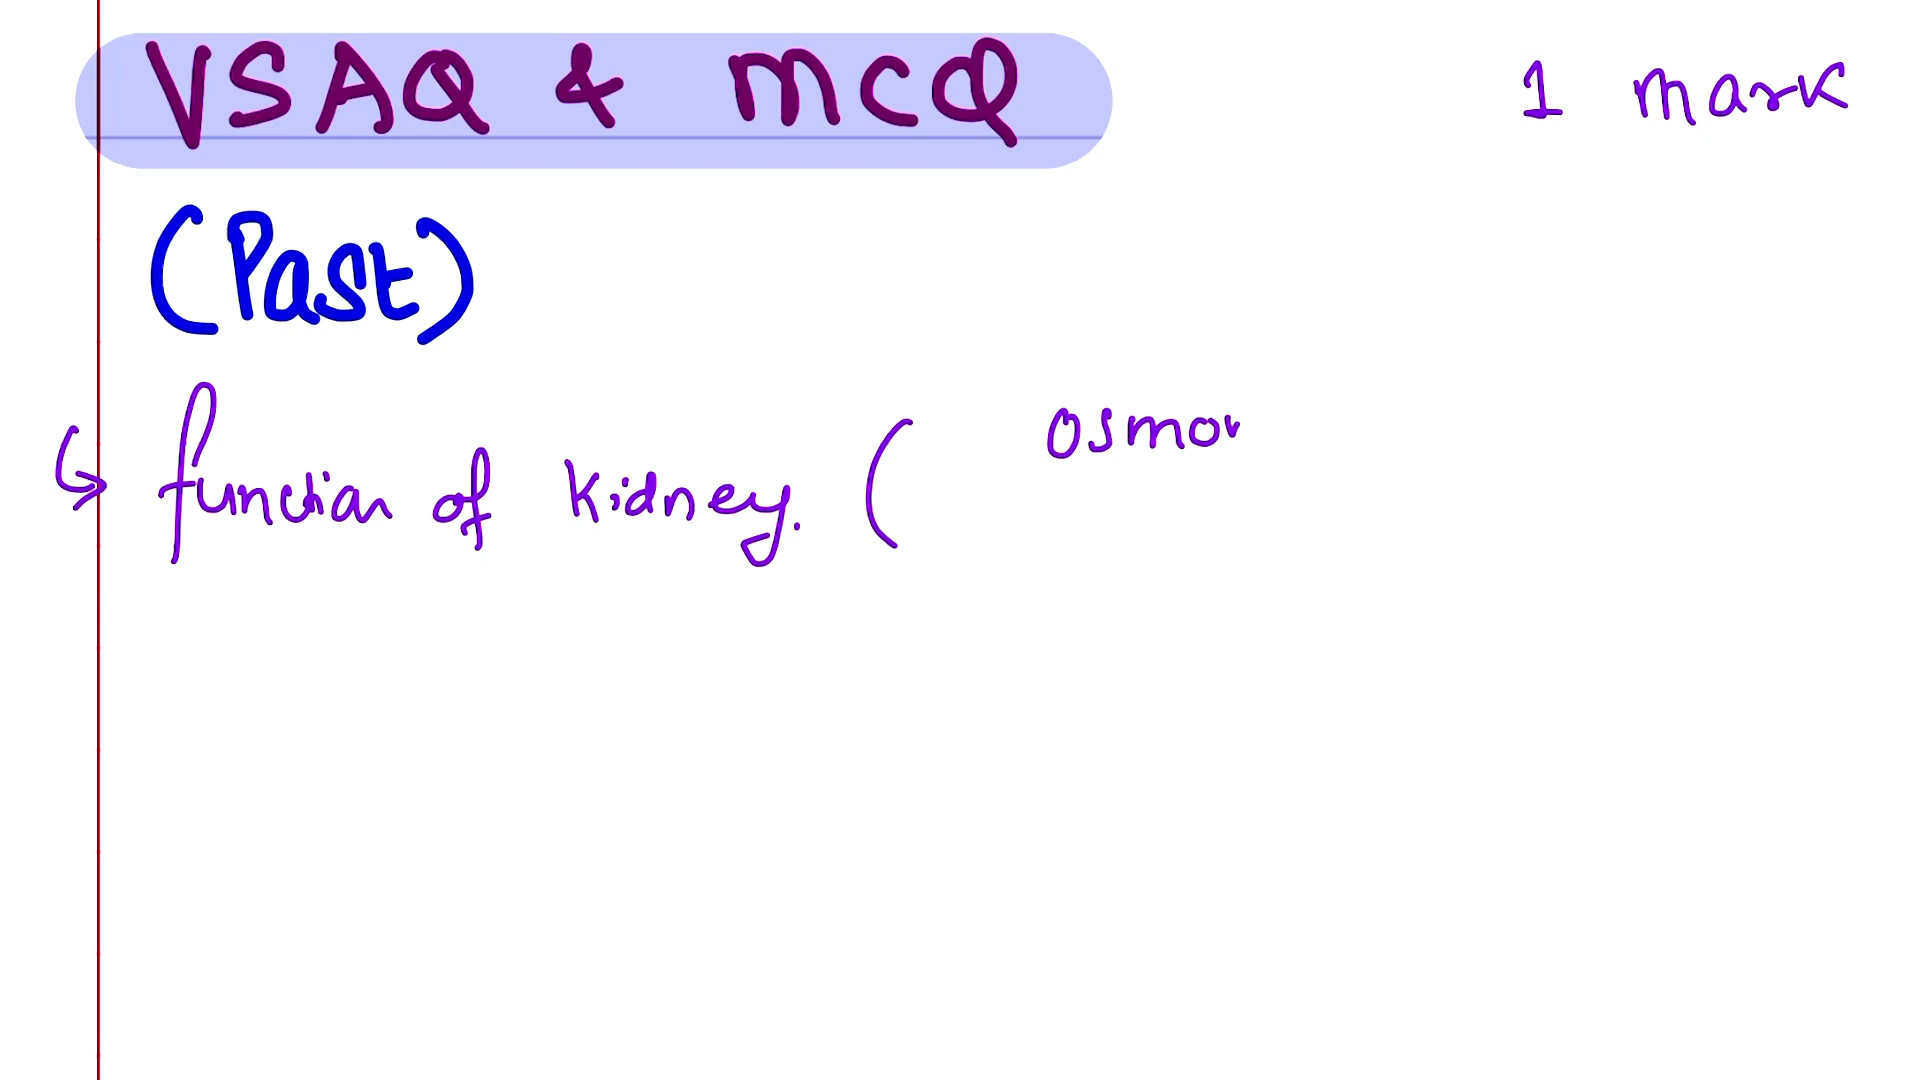 VSAQ & MCQ
1 mark
(Past)
function of kidney. ( osmor